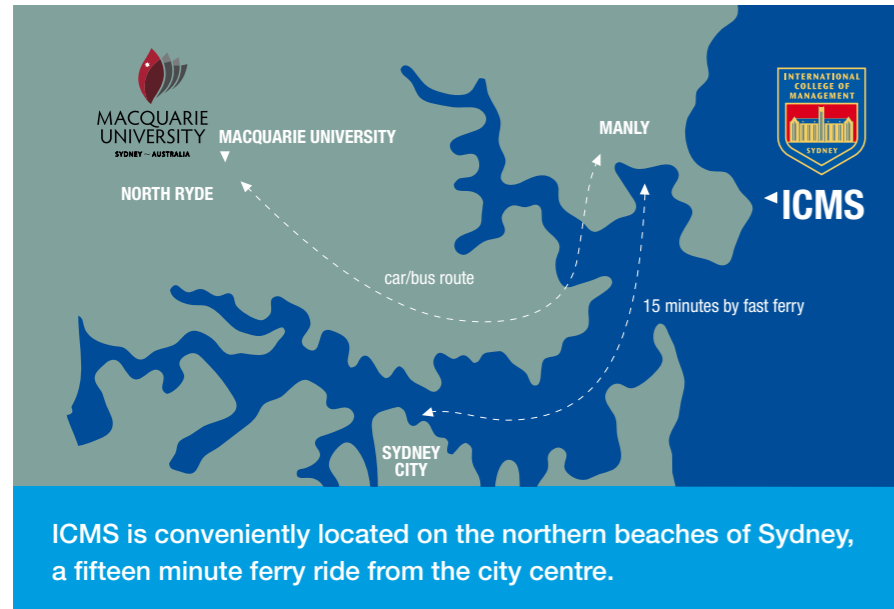 MACQUARIE
UNIVERSITY
SYDNEY ~ AUSTRALIA
MACQUARIE UNIVERSITY
NORTH RYDE
MANLY
INTERNATIONAL
COLLEGE OF
MANAGEMENT
SYDNEY
ICMS
car/bus route
15 minutes by fast ferry
SYDNEY
CITY
ICMS is conveniently located on the northern beaches of Sydney,
a fifteen minute ferry ride from the city centre.